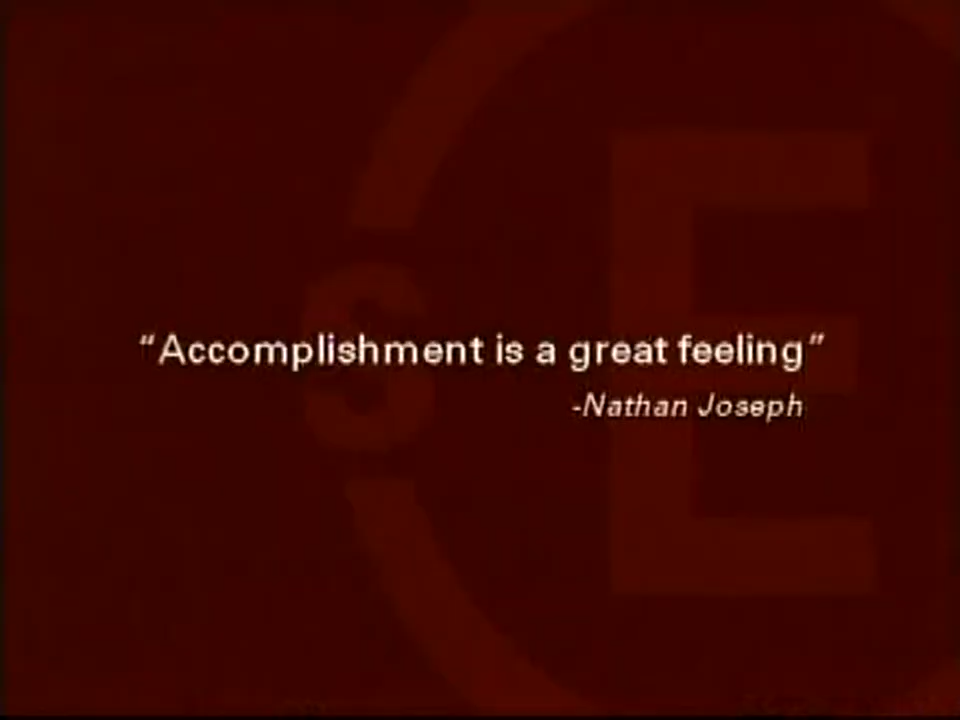 “Accomplishment is a great feeling”
-Nathan Joseph
S
E